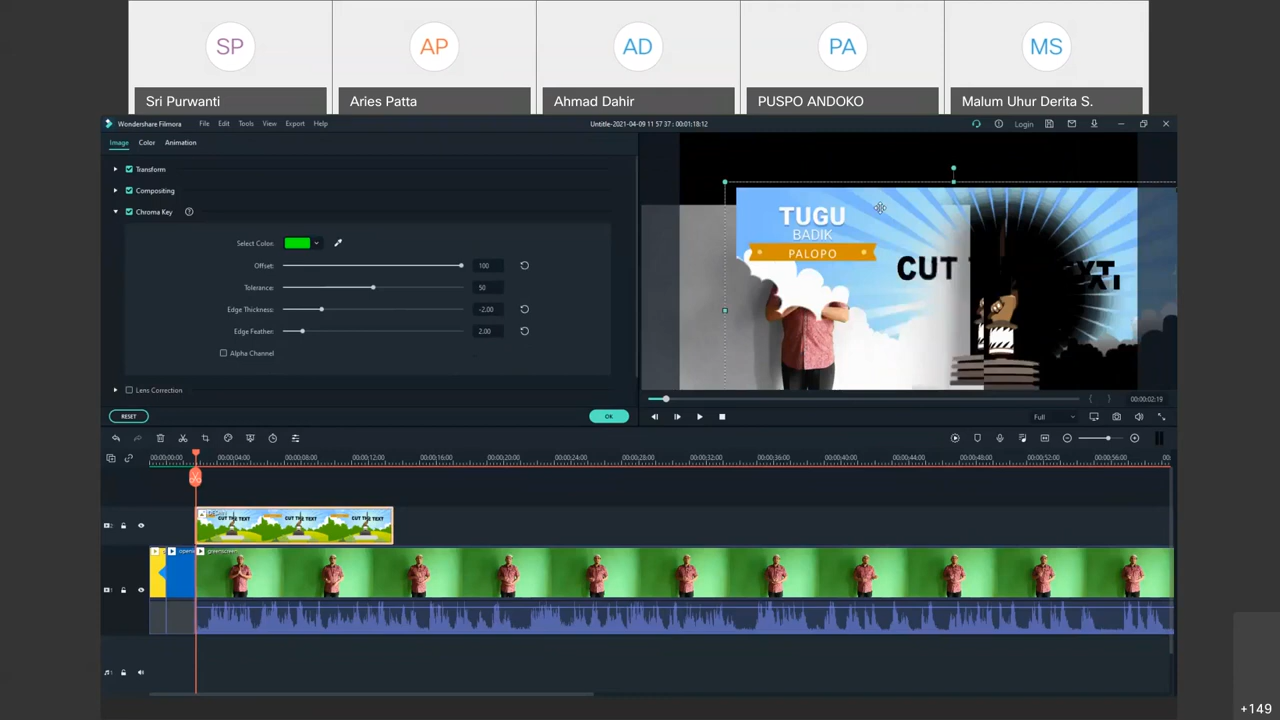 SP
AP
AD
PA
MS
Sri Purwanti
Aries Patta
Ahmad Dahir
PUSPO ANDOKO
Malum Uhur Derita S.
Wondershare Filmora
File Edit Tools View Export Help
Untitle-2021-04-09 11 57 37 : 00:01:18:12
Login
Image Color Animation
Transform
Compositing
Chroma Key
Select Color:
Offset: 100
Tolerance: 50
Edge Thickness: -2,00
Edge Feather: 2,00
Alpha Channel
Lens Correction
RESET
OK
TUGU
BADIK
PALOPO
CUT
00:00:02:19
Full
00:00:00:00 00:00:04:00 00:00:08:00 00:00:12:00 00:00:16:00 00:00:20:00 00:00:24:00 00:00:28:00 00:00:32:00 00:00:36:00 00:00:40:00 00:00:44:00 00:00:48:00 00:00:52:00 00:00:56:00
CUT THE TEXT CUT THE TEXT CUT THE TEXT
greenscreen
+149